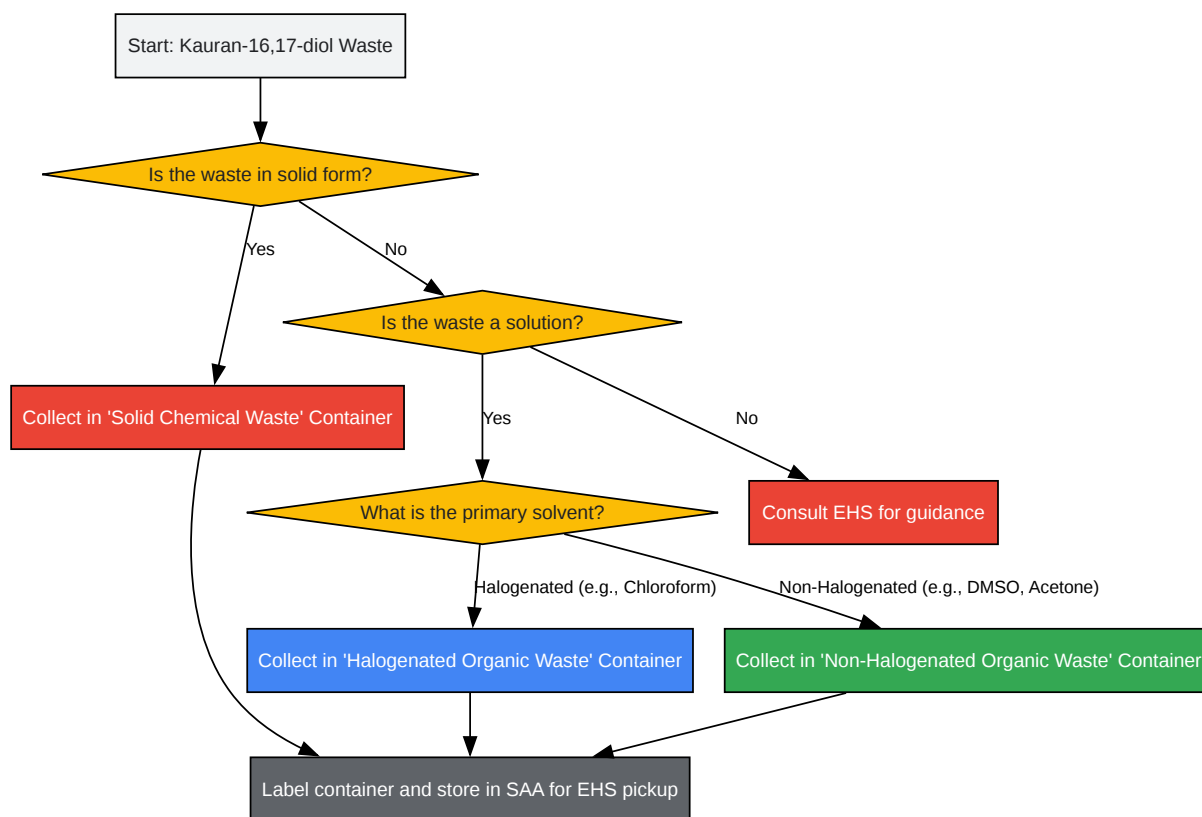 Start: Kauran-16,17-diol Waste
Is the waste in solid form?
Yes
No
Is the waste a solution?
Collect in 'Solid Chemical Waste' Container
Yes
No
What is the primary solvent?
Consult EHS for guidance
Halogenated (e.g., Chloroform)
Non-Halogenated (e.g., DMSO, Acetone)
Collect in 'Halogenated Organic Waste' Container
Collect in 'Non-Halogenated Organic Waste' Container
Label container and store in SAA for EHS pickup